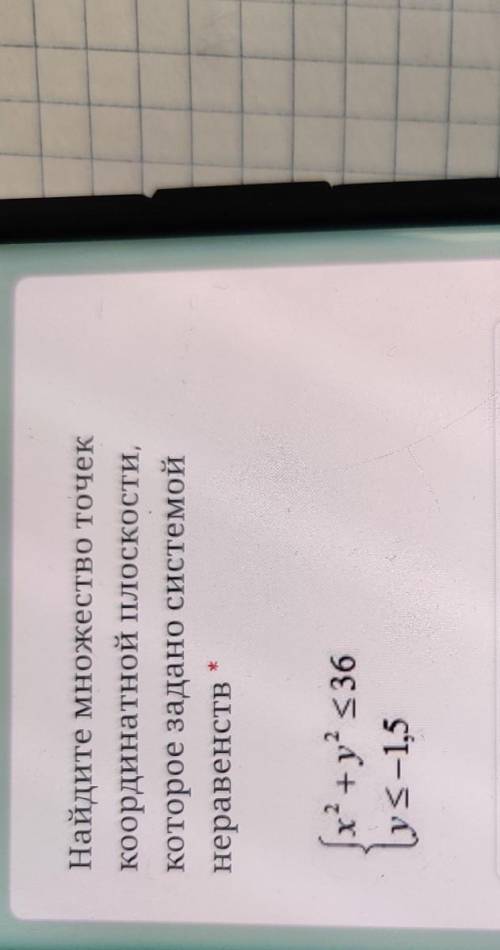 Найдите множество точек
координатной плоскости,
которое задано системой
неравенств *
x² + y² ≤ 36
y ≤ −1,5